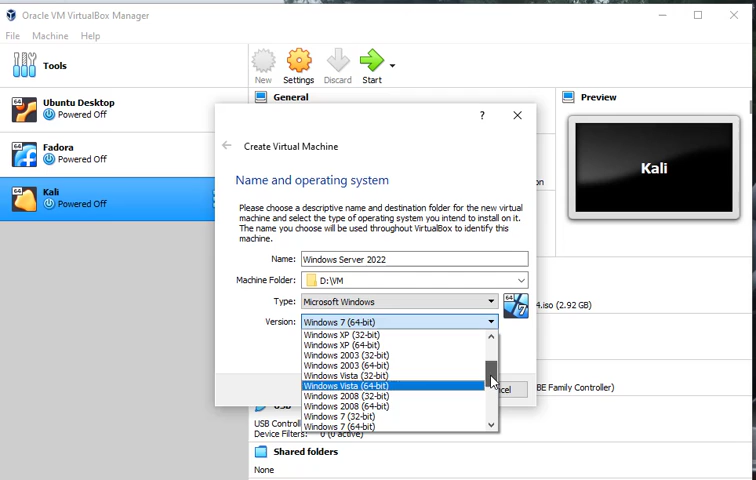 Oracle VM VirtualBox Manager
File Machine Help
Tools
New Settings Discard Start
Ubuntu Desktop
Powered Off
Fadora
Powered Off
Kali
Powered Off
General
Preview
Kali
? 
Create Virtual Machine
Name and operating system
Please choose a descriptive name and destination folder for the new virtual
machine and select the type of operating system you intend to install on it.
The name you choose will be used throughout VirtualBox to identify this
machine.
Name: Windows Server 2022
Machine Folder: D:\VM
Type: Microsoft Windows
64
7
Version: Windows 7 (64-bit)
Windows XP (32-bit)
Windows XP (64-bit)
Windows 2003 (32-bit)
Windows 2003 (64-bit)
Windows Vista (32-bit)
Windows Vista (64-bit)
Windows 2008 (32-bit)
Windows 2008 (64-bit)
Windows 7 (32-bit)
Windows 7 (64-bit)
cel
on
4.iso (2.92 GB)
BE Family Controller)
USB Controll
Device Filters: 0 (0 active)
Shared folders
None